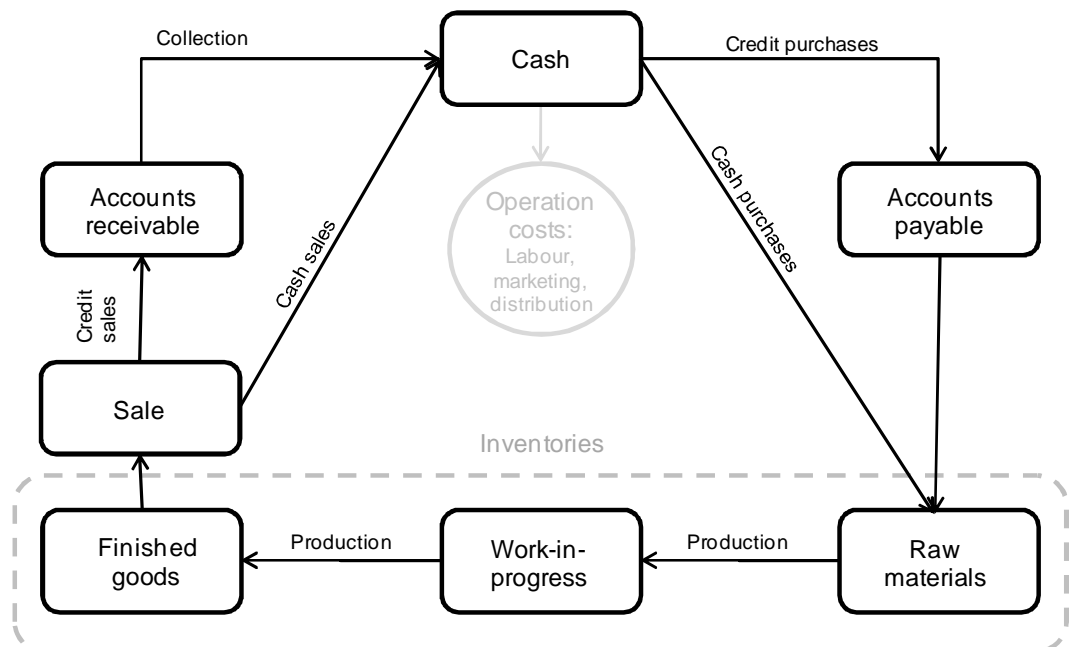 Collection
Cash
Credit purchases
Accounts
receivable
Operation
costs:
Labour,
marketing,
distribution
Cash purchases
Accounts
payable
Cash sales
Credit
sales
Sale
Inventories
Finished
goods
Production
Work-in-
progress
Production
Raw
materials